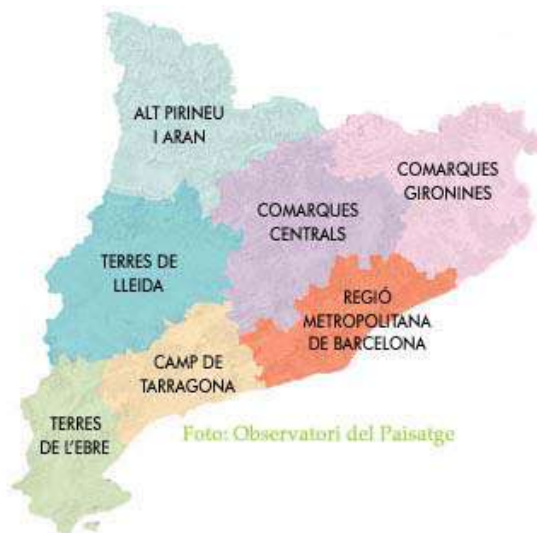 ALT PIRINEU
I ARAN
COMARQUES
GIRONINES
COMARQUES
CENTRALS
TERRES DE
LLEIDA
REGIÓ
METROPOLITANA
DE BARCELONA
CAMP DE
TARRAGONA
TERRES
DE L'EBRE
Foto: Observatori del Paisatge